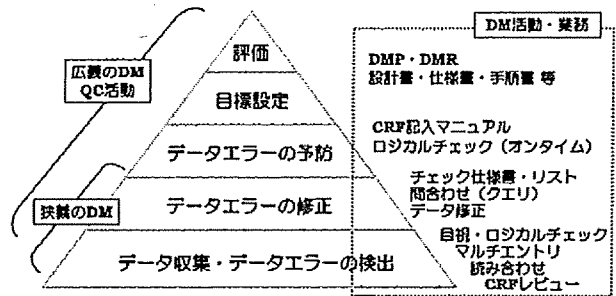 DM活動・業務
広義のDM
QC活動
評価
DMP・DMR
設計書・仕様書・手順書 等
目標設定
CRF記入マニュアル
ロジカルチェック（オンタイム）
データエラーの予防
チェック仕様書・リスト
問合わせ（クエリ）
データ修正
狭義のDM
データエラーの修正
目視・ロジカルチェック
マルチエントリ
読み合わせ
CRFレビュー
データ収集・データエラーの検出